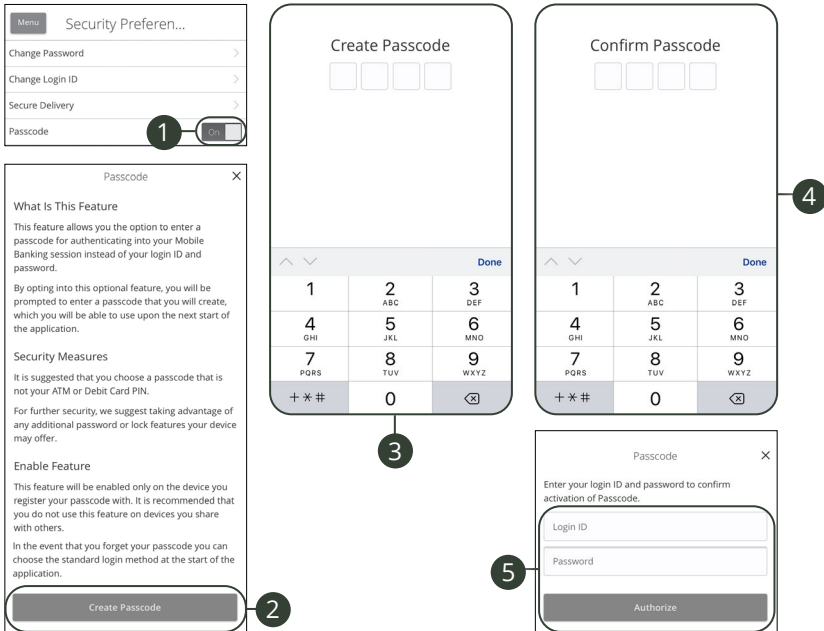 Menu
Security Preferen...
Change Password
Change Login ID
Secure Delivery
Passcode
On
1
Passcode
What Is This Feature
This feature allows you the option to enter a
passcode for authenticating into your Mobile
Banking session instead of your login ID and
password.
By opting into this optional feature, you will be
prompted to enter a passcode that you will create,
which you will be able to use upon the next start of
the application.
Security Measures
It is suggested that you choose a passcode that is
not your ATM or Debit Card PIN.
For further security, we suggest taking advantage of
any additional password or lock features your device
may offer.
Enable Feature
This feature will be enabled only on the device you
register your passcode with. It is recommended that
you do not use this feature on devices you share
with others.
In the event that you forget your passcode you can
choose the standard login method at the start of the
application.
Create Passcode
2
Create Passcode
Done
1 2 3
ABC DEF
4 5 6
GHI JKL MNO
7 8 9
PQRS TUV WXYZ
+*# 0
3
Confirm Passcode
Done
1 2 3
ABC DEF
4 5 6
GHI JKL MNO
7 8 9
PQRS TUV WXYZ
+*# 0
4
Passcode
Enter your login ID and password to confirm
activation of Passcode.
Login ID
Password
Authorize
5